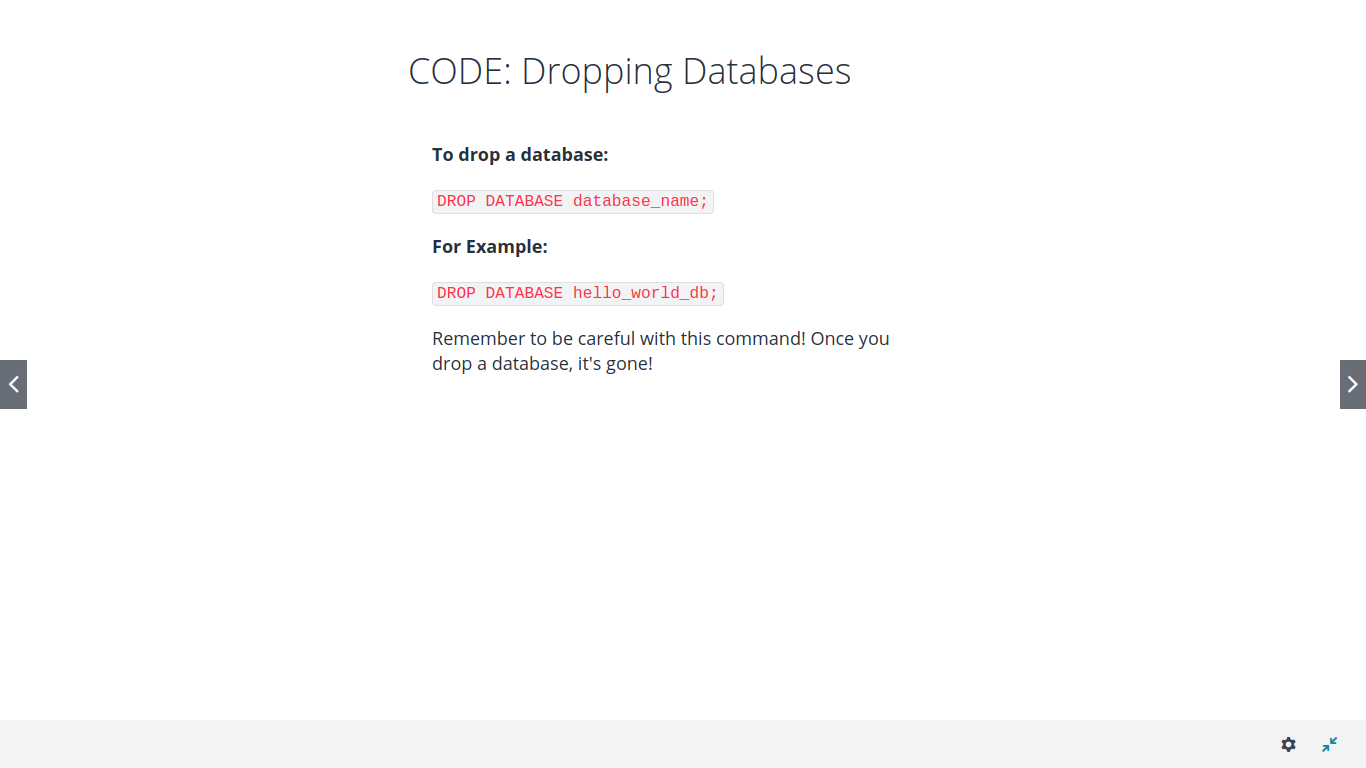 CODE: Dropping Databases
To drop a database:
DROP DATABASE database_name;
For Example:
DROP DATABASE hello_world_db;
Remember to be careful with this command! Once you
drop a database, it's gone!